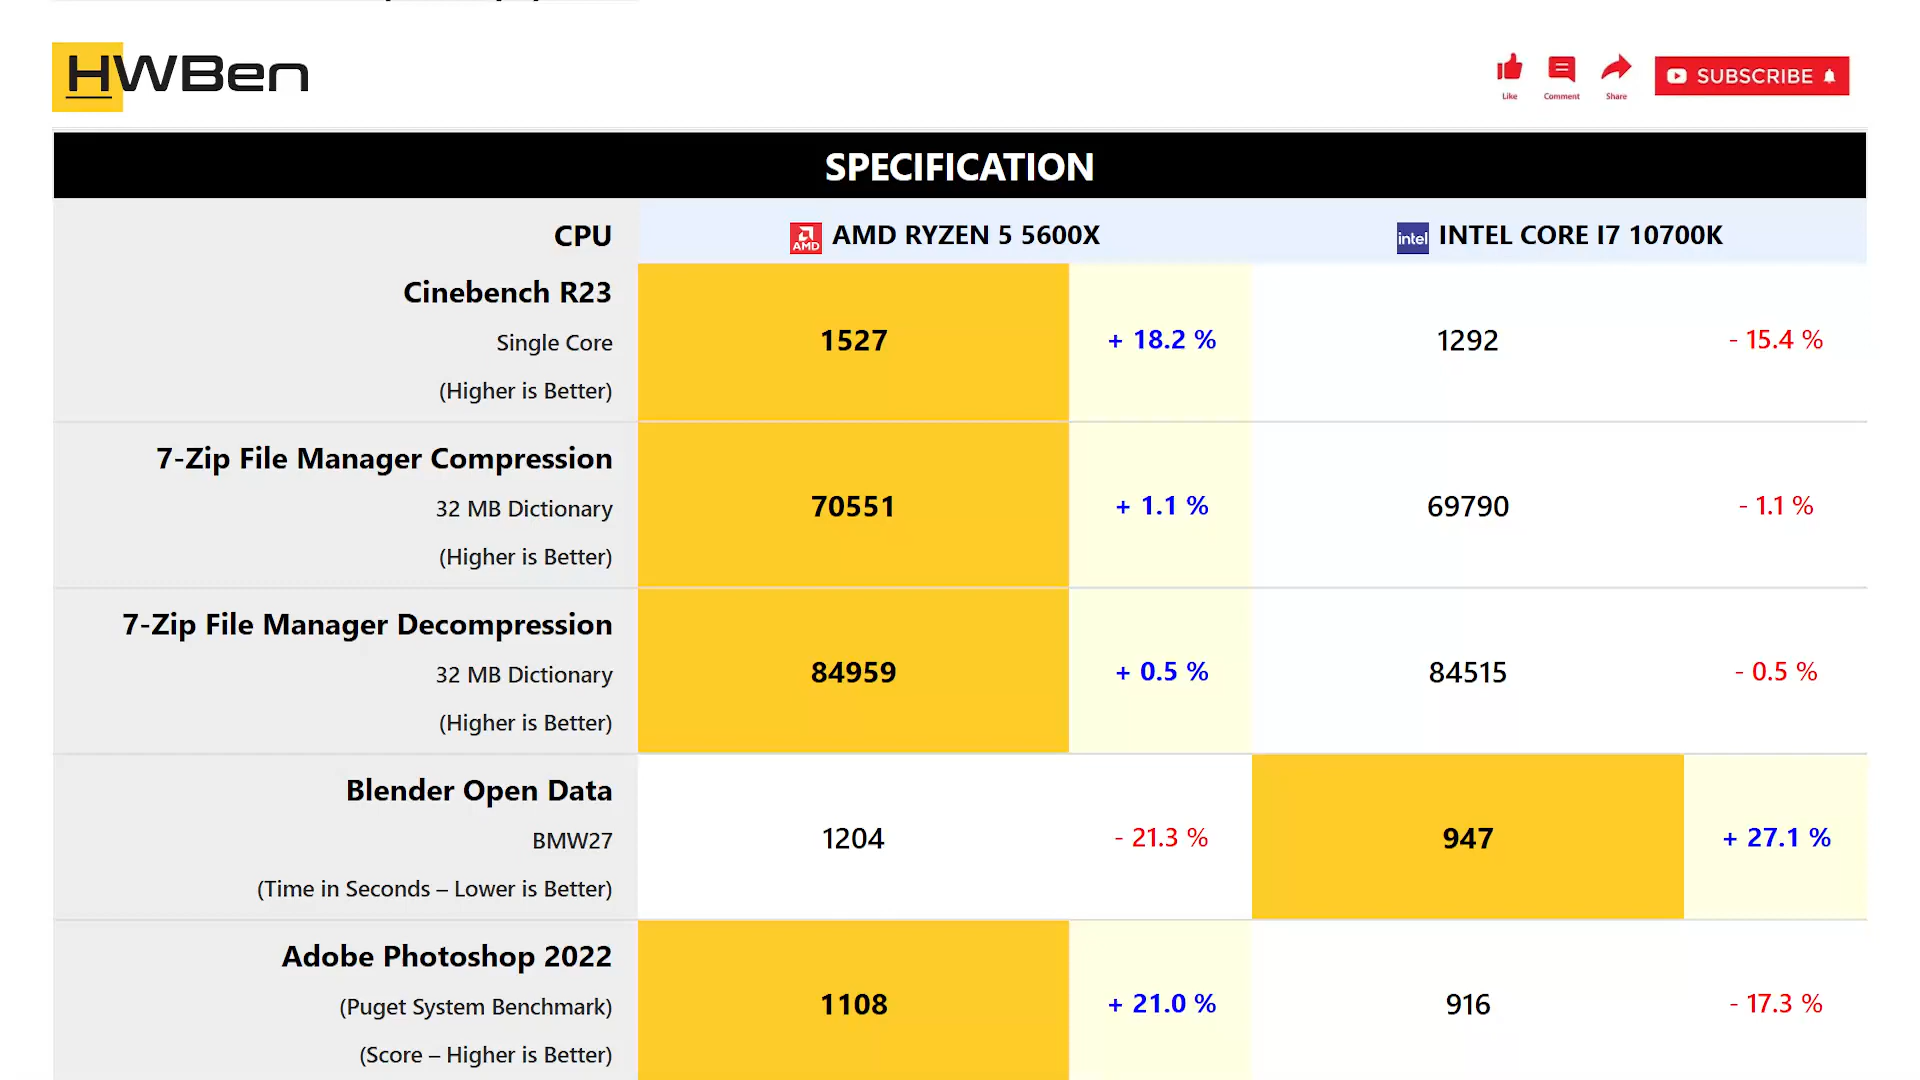 HWBen
Like
Comment
Share
SUBSCRIBE
SPECIFICATION
CPU
AMD AMD RYZEN 5 5600X
intel INTEL CORE I7 10700K
Cinebench R23
Single Core
(Higher is Better)
1527
+ 18.2 %
1292
- 15.4 %
7-Zip File Manager Compression
32 MB Dictionary
(Higher is Better)
70551
+ 1.1 %
69790
- 1.1 %
7-Zip File Manager Decompression
32 MB Dictionary
(Higher is Better)
84959
+ 0.5 %
84515
- 0.5 %
Blender Open Data
BMW27
(Time in Seconds – Lower is Better)
1204
- 21.3 %
947
+ 27.1 %
Adobe Photoshop 2022
(Puget System Benchmark)
(Score – Higher is Better)
1108
+ 21.0 %
916
- 17.3 %